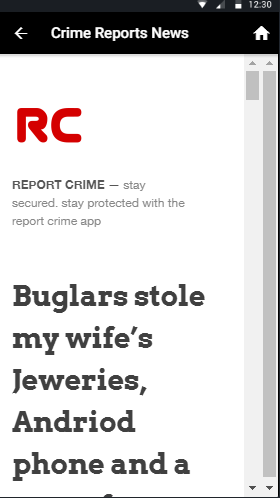 12:30
Crime Reports News
RC
REPORT CRIME — stay
secured. stay protected with the
report crime app
Buglars stole
my wife’s
Jeweries,
Andriod
phone and a